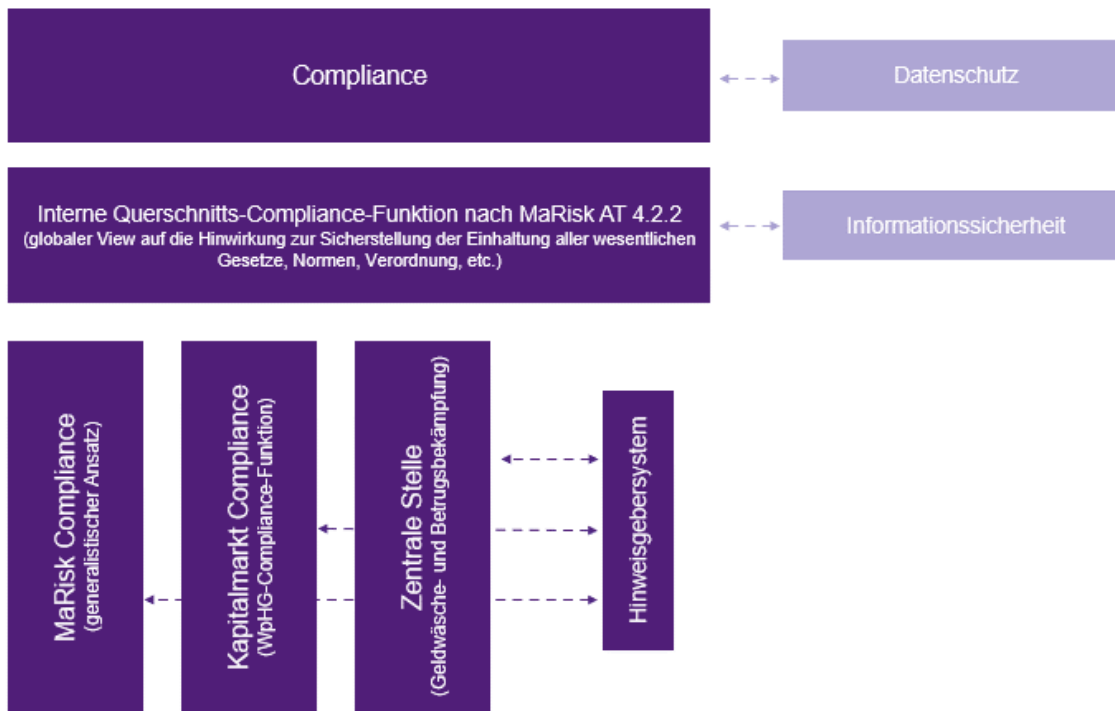 Compliance
Datenschutz
Interne Querschnitts-Compliance-Funktion nach MaRisk AT 4.2.2
(globaler View auf die Hinwirkung zur Sicherstellung der Einhaltung aller wesentlichen
Gesetze, Normen, Verordnung, etc.)
Informationssicherheit
MaRisk Compliance
(generalistischer Ansatz)
Kapitalmarkt Compliance
(WpHG-Compliance-Funktion)
Zentrale Stelle
(Geldwäsche- und Betrugsbekämpfung)
Hinweisgebersystem